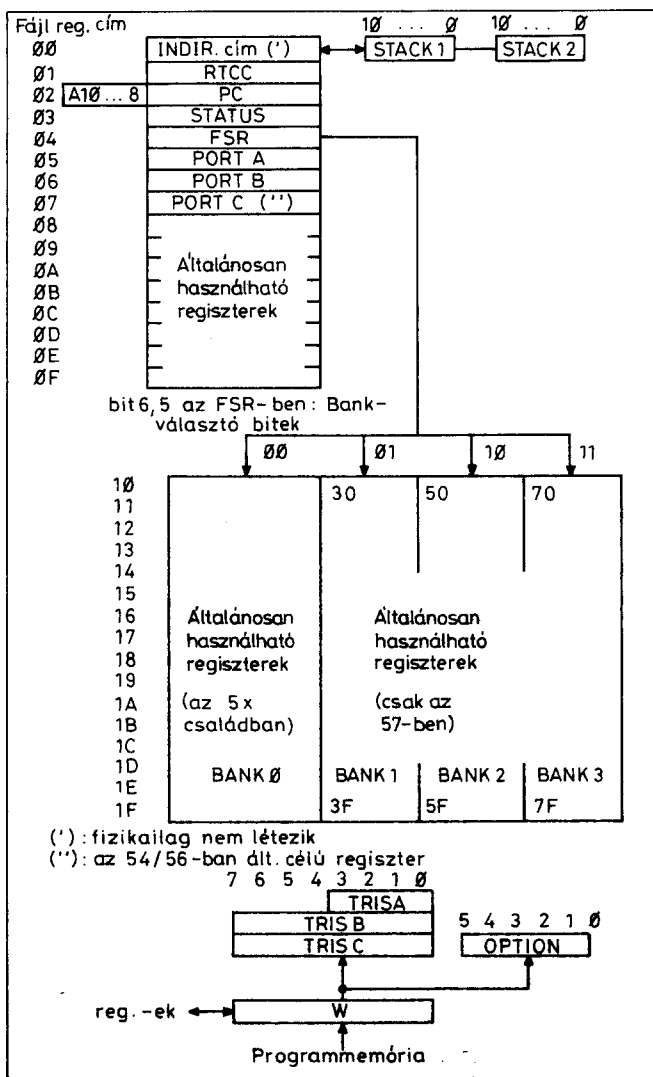 Fájl reg. cím
1Ø ... Ø 1Ø ... Ø
ØØ INDIR. cím (') STACK 1 STACK 2
Ø1 RTCC
Ø2 A1Ø ... 8 PC
Ø3 STATUS
Ø4 FSR
Ø5 PORT A
Ø6 PORT B
Ø7 PORT C ('')
Ø8
Ø9
ØA Általánosan
ØB használható
ØC regiszterek
ØD
ØE
ØF
bit 6,5 az FSR-ben: Bank-
választó bitek
ØØ Ø1 1Ø 11
1Ø 30 50 70
11
12
13
14
15
16 Általánosan Általánosan
17 használható használható
18 regiszterek regiszterek
19
1A (az 5x (csak az
1B családban) 57-ben)
1C
1D BANK Ø BANK 1 BANK 2 BANK 3
1E
1F 3F 5F 7F
('): fizikailag nem létezik
(''): az 54/56-ban ált. célú regiszter
7 6 5 4 3 2 1 Ø
TRISA
TRIS B 5 4 3 2 1 Ø
TRIS C OPTION
reg.-ek W
Programmemória